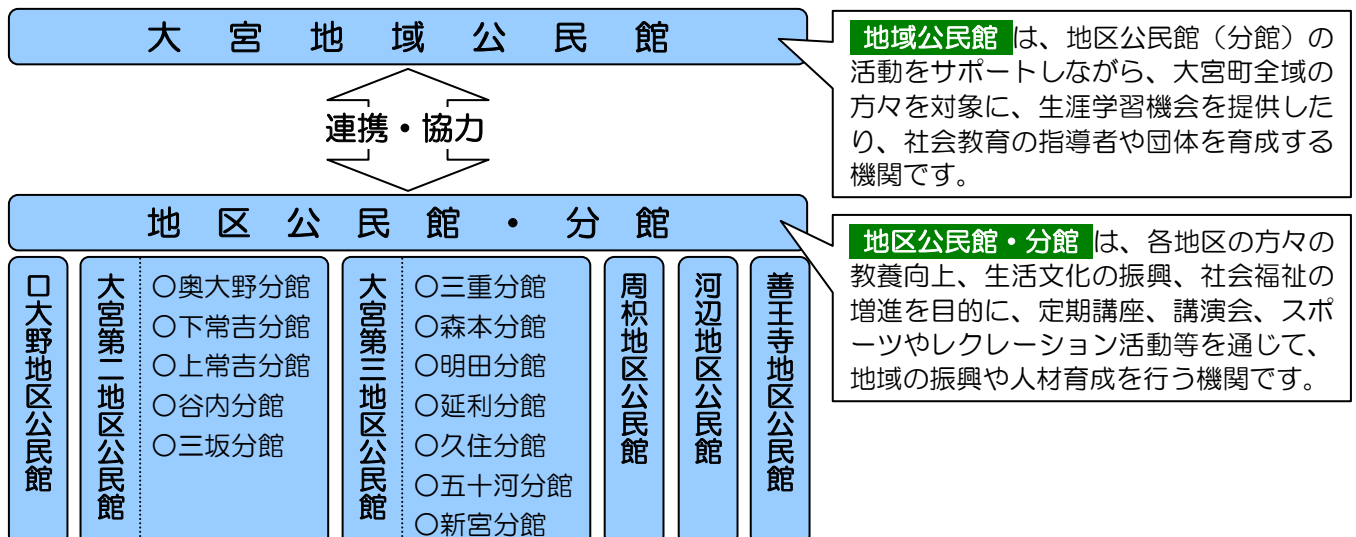 大宮地域公民館
地域公民館 は、地区公民館（分館）の
活動をサポートしながら、大宮町全域の
方々を対象に、生涯学習機会を提供した
り、社会教育の指導者や団体を育成する
機関です。
連携・協力
地区公民館・分館
地区公民館・分館 は、各地区の方々の
教養向上、生活文化の振興、社会福祉の
増進を目的に、定期講座、講演会、スポ
ーツやレクレーション活動等を通じて、
地域の振興や人材育成を行う機関です。
口大野地区公民館
大宮第二地区公民館
〇奥大野分館
〇下常吉分館
〇上常吉分館
〇谷内分館
〇三坂分館
大宮第三地区公民館
〇三重分館
〇森本分館
〇明田分館
〇延利分館
〇久住分館
〇五十河分館
〇新宮分館
周枳地区公民館
河辺地区公民館
善王寺地区公民館